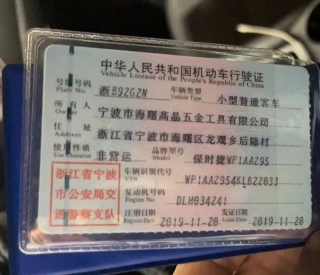 中华人民共和国机动车行驶证
Vehicle License of the People's Republic of China
号牌号码 浙B92G2N 车辆类型 小型普通客车
Plate No. Vehicle Type
所有人 宁波市海曙高晶五金工具有限公司
Owner
住址 浙江省宁波市海曙区龙观乡后隆村
Address
使用性质 非营运 品牌型号 保时捷WP1AA295
Use Character Model
浙江省宁波 车辆识别代号 WP1AA2954KLB22033
VIN
市公安局交 发动机号码 DLH034241
Engine No.
通警察支队 注册日期 2019-11-20 发证日期 2019-11-20
Register Date Issue Date